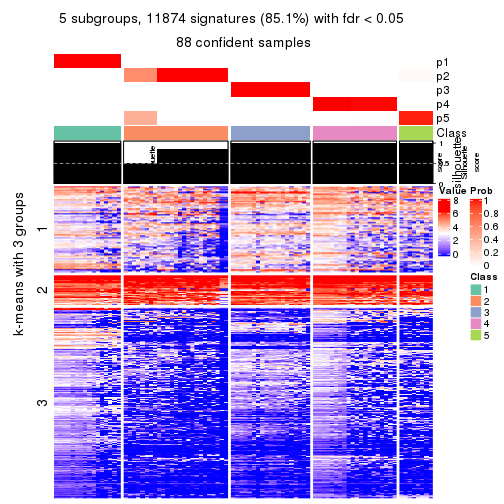 5 subgroups, 11874 signatures (85.1%) with fdr < 0.05
88 confident samples
p1
p2
p3
p4
p5
Class
1
0.5
0
silhouette
score
Silhouette
score
k-means with 3 groups
1
2
3
Value
8
6
4
2
0
Prob
1
0.8
0.6
0.4
0.2
0
Class
1
2
3
4
5